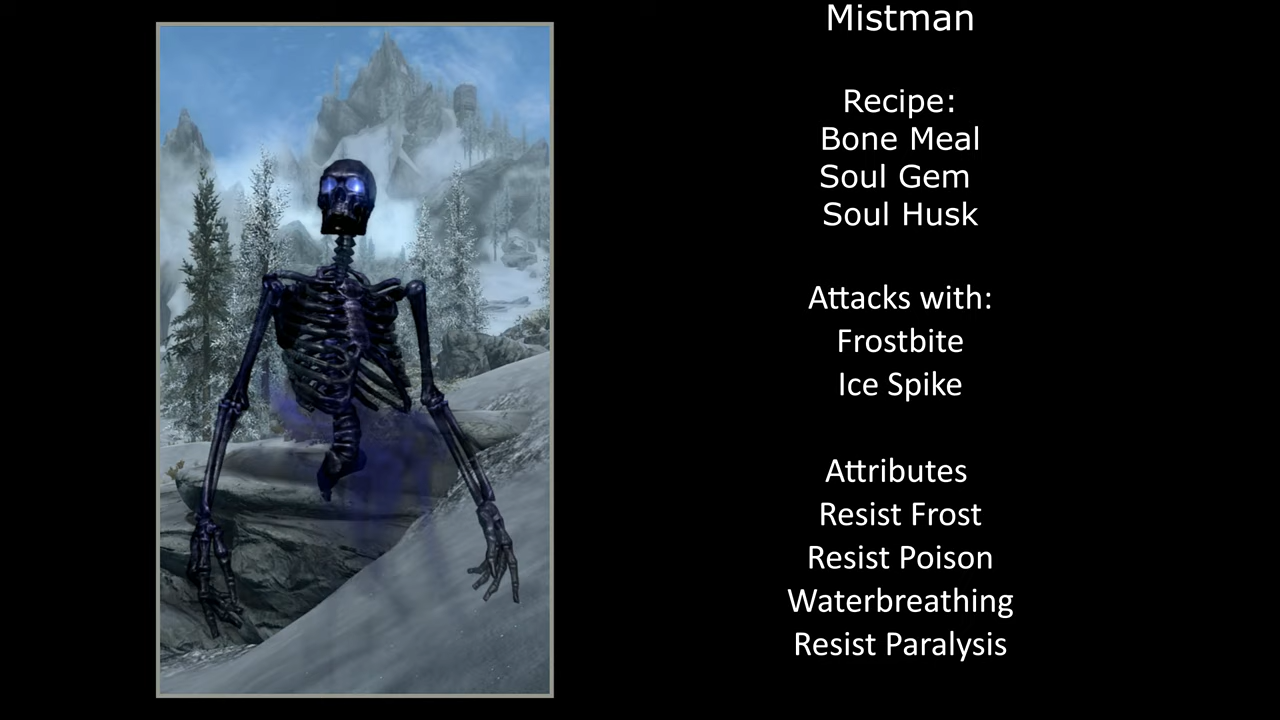 Mistman
Recipe:
Bone Meal
Soul Gem
Soul Husk
Attacks with:
Frostbite
Ice Spike
Attributes
Resist Frost
Resist Poison
Waterbreathing
Resist Paralysis